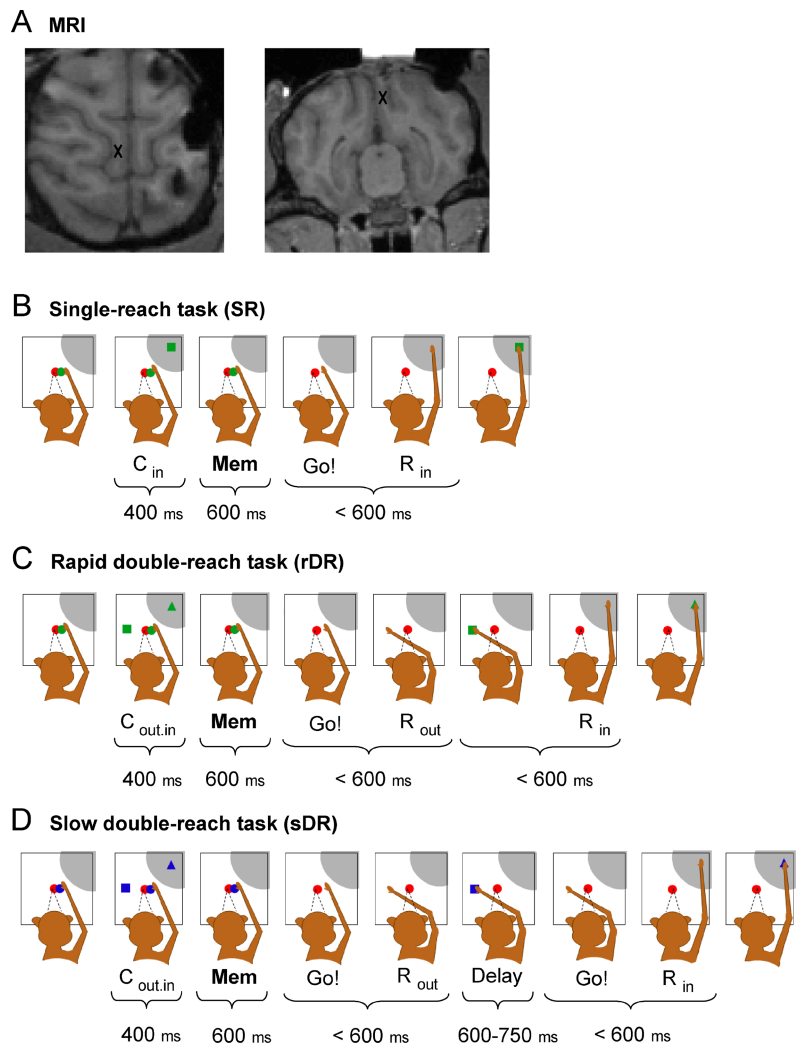 A MRI
X X
B Single-reach task (SR)
C in Mem Go! R in
400 ms 600 ms < 600 ms
C Rapid double-reach task (rDR)
C out.in Mem Go! R out R in
400 ms 600 ms < 600 ms < 600 ms
D Slow double-reach task (sDR)
C out.in Mem Go! R out Delay Go! R in
400 ms 600 ms < 600 ms 600-750 ms < 600 ms